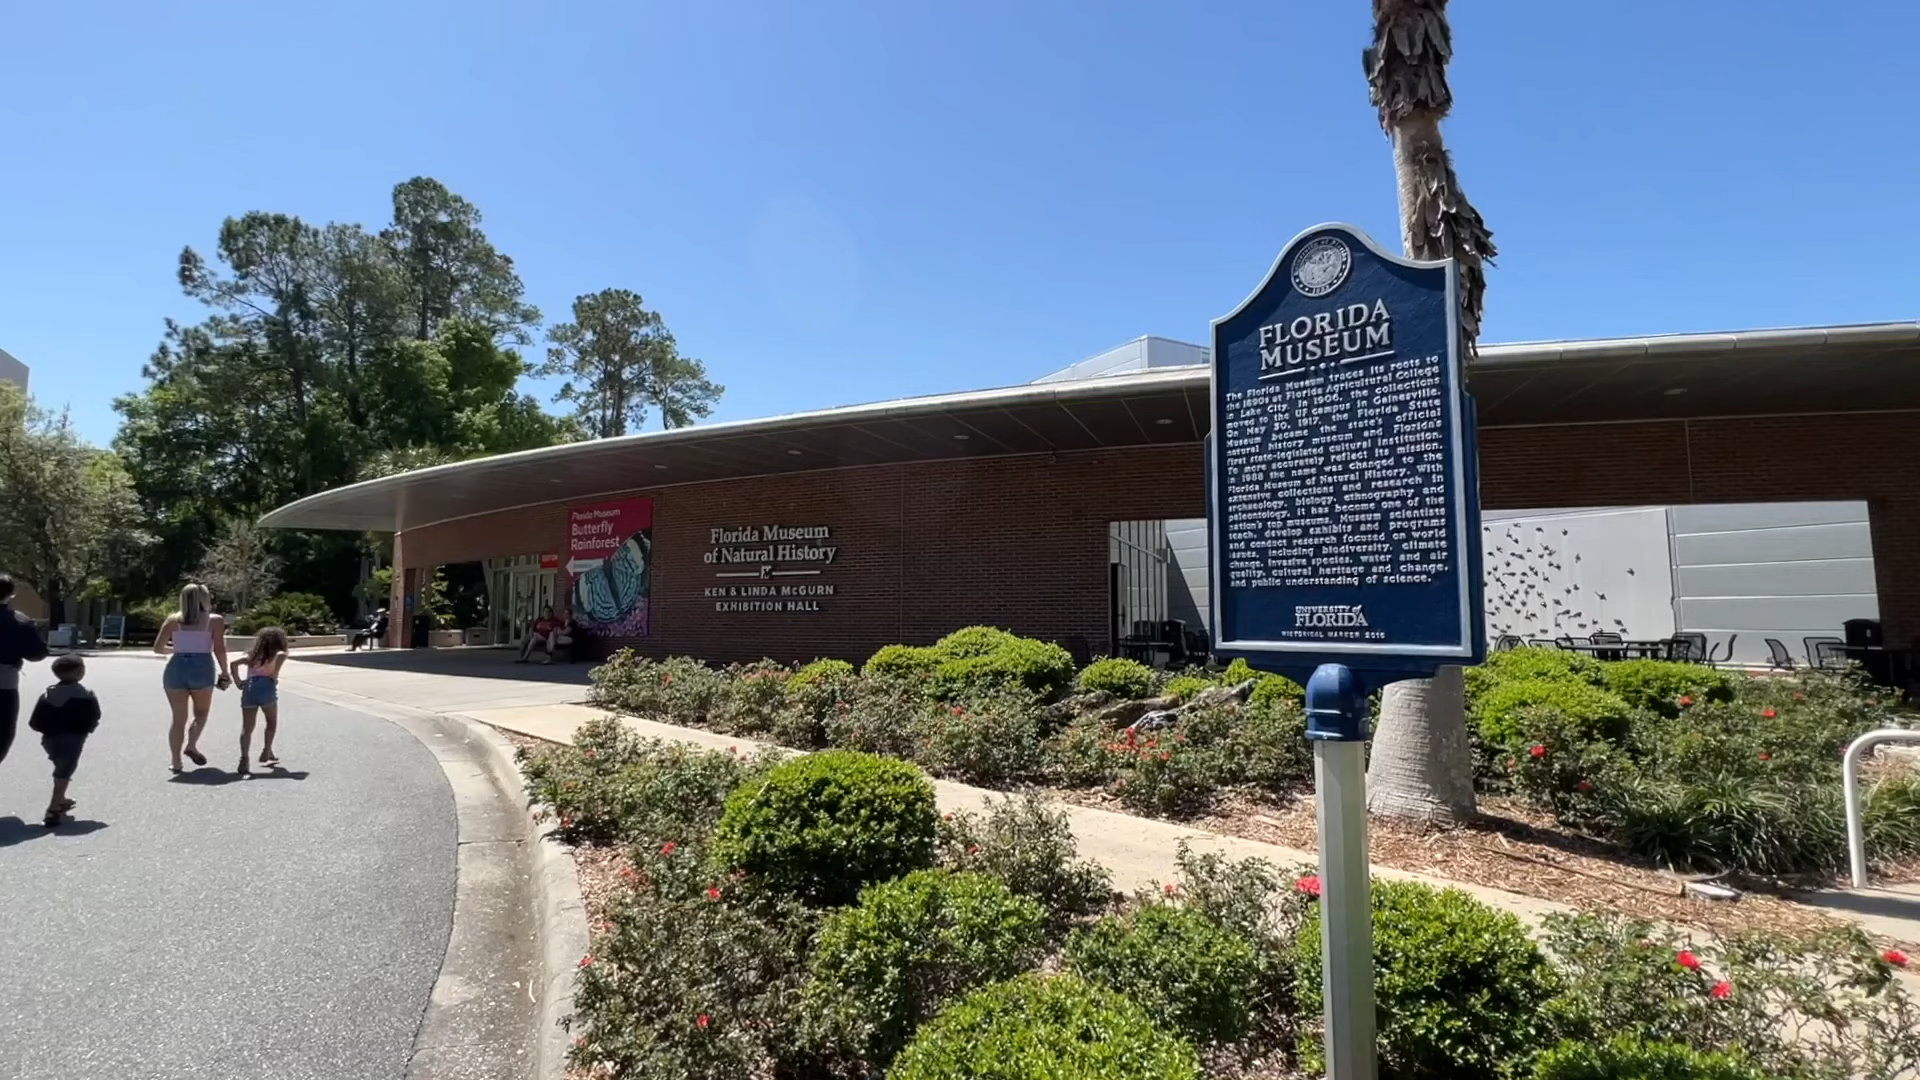 Florida Museum
Butterfly
Rainforest
Florida Museum
of Natural History
KEN & LINDA McGURN
EXHIBITION HALL
FLORIDA
MUSEUM
The Florida Museum traces its roots to
the 1890s at Florida Agricultural College
in Lake City. In 1906, the collections
moved to the UF campus in Gainesville.
On May 30, 1917, the Florida State
Museum became the state's official
natural history museum and Florida's
first state-legislated cultural institution.
To more accurately reflect its mission,
in 1988 the name was changed to the
Florida Museum of Natural History. With
extensive collections and research in
archaeology, biology, ethnography and
paleontology, it has become one of the
nation's top museums. Museum scientists
teach, develop exhibits and programs
and conduct research focused on world
issues, including biodiversity, climate
change, invasive species, water and air
quality, cultural heritage and change,
and public understanding of science.
UNIVERSITY of
FLORIDA
HISTORICAL MARKER 2016